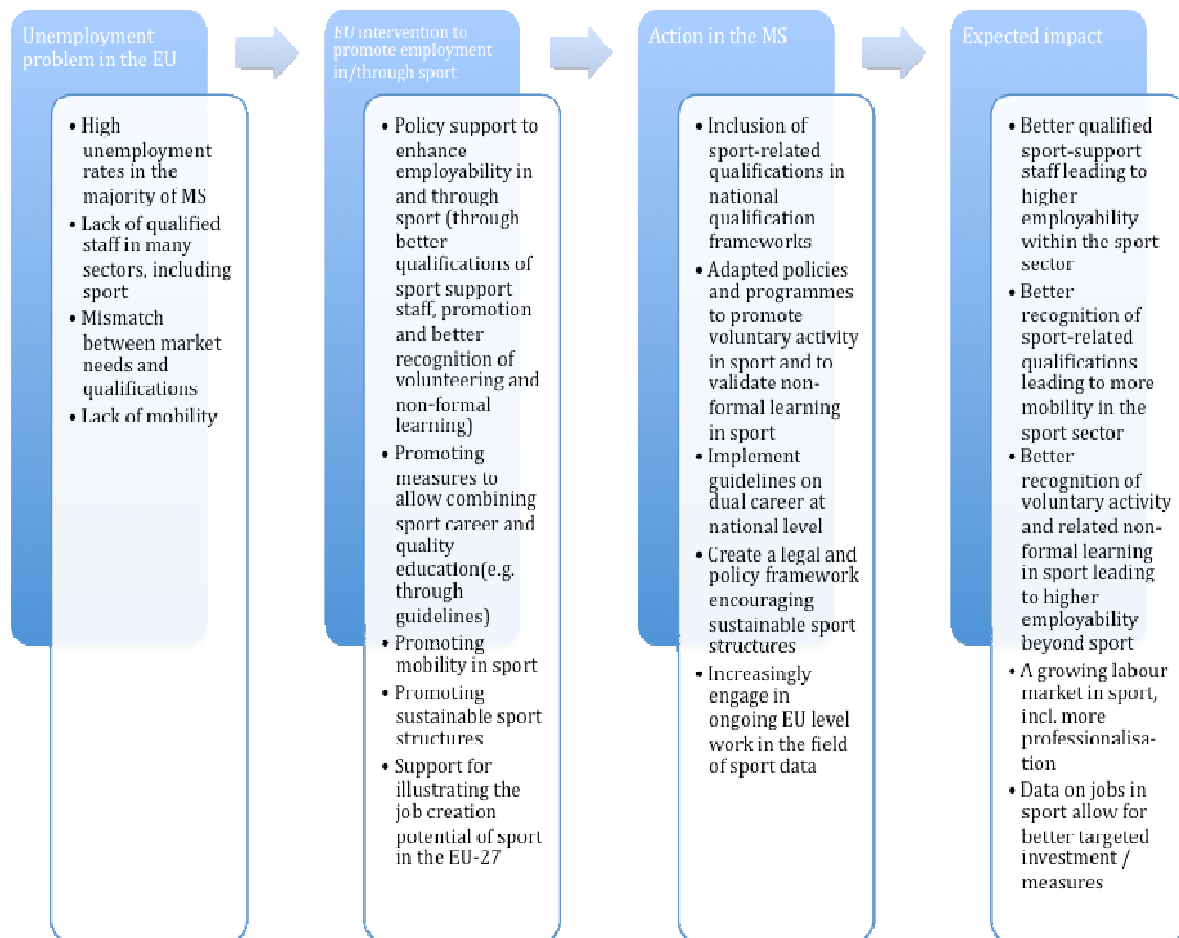 Unemployment
problem in the EU
• High
unemployment
rates in the
majority of MS
• Lack of qualified
staff in many
sectors, including
sport
• Mismatch
between market
needs and
qualifications
• Lack of mobility
EU intervention to
promote employment
in/through sport
• Policy support to
enhance
employability in
and through
sport (through
better
qualifications of
sport support
staff, promotion
and better
recognition of
volunteering and
non-formal
learning)
• Promoting
measures to
allow combining
sport career and
quality
education(e.g.
through
guidelines)
• Promoting
mobility in sport
• Promoting
sustainable sport
structures
• Support for
illustrating the
job creation
potential of sport
in the EU-27
Action in the MS
• Inclusion of
sport-related
qualifications in
national
qualification
frameworks
• Adapted policies
and programmes
to promote
voluntary activity
in sport and to
validate non-
formal learning
in sport
• Implement
guidelines on
dual career at
national level
• Create a legal and
policy framework
encouraging
sustainable sport
structures
• Increasingly
engage in
ongoing EU level
work in the field
of sport data
Expected impact
• Better qualified
sport-support
staff leading to
higher
employability
within the sport
sector
• Better
recognition of
sport-related
qualifications
leading to more
mobility in the
sport sector
• Better
recognition of
voluntary activity
and related non-
formal learning
in sport leading
to higher
employability
beyond sport
• A growing labour
market in sport,
incl. more
professionalisa-
tion
• Data on jobs in
sport allow for
better targeted
investment /
measures